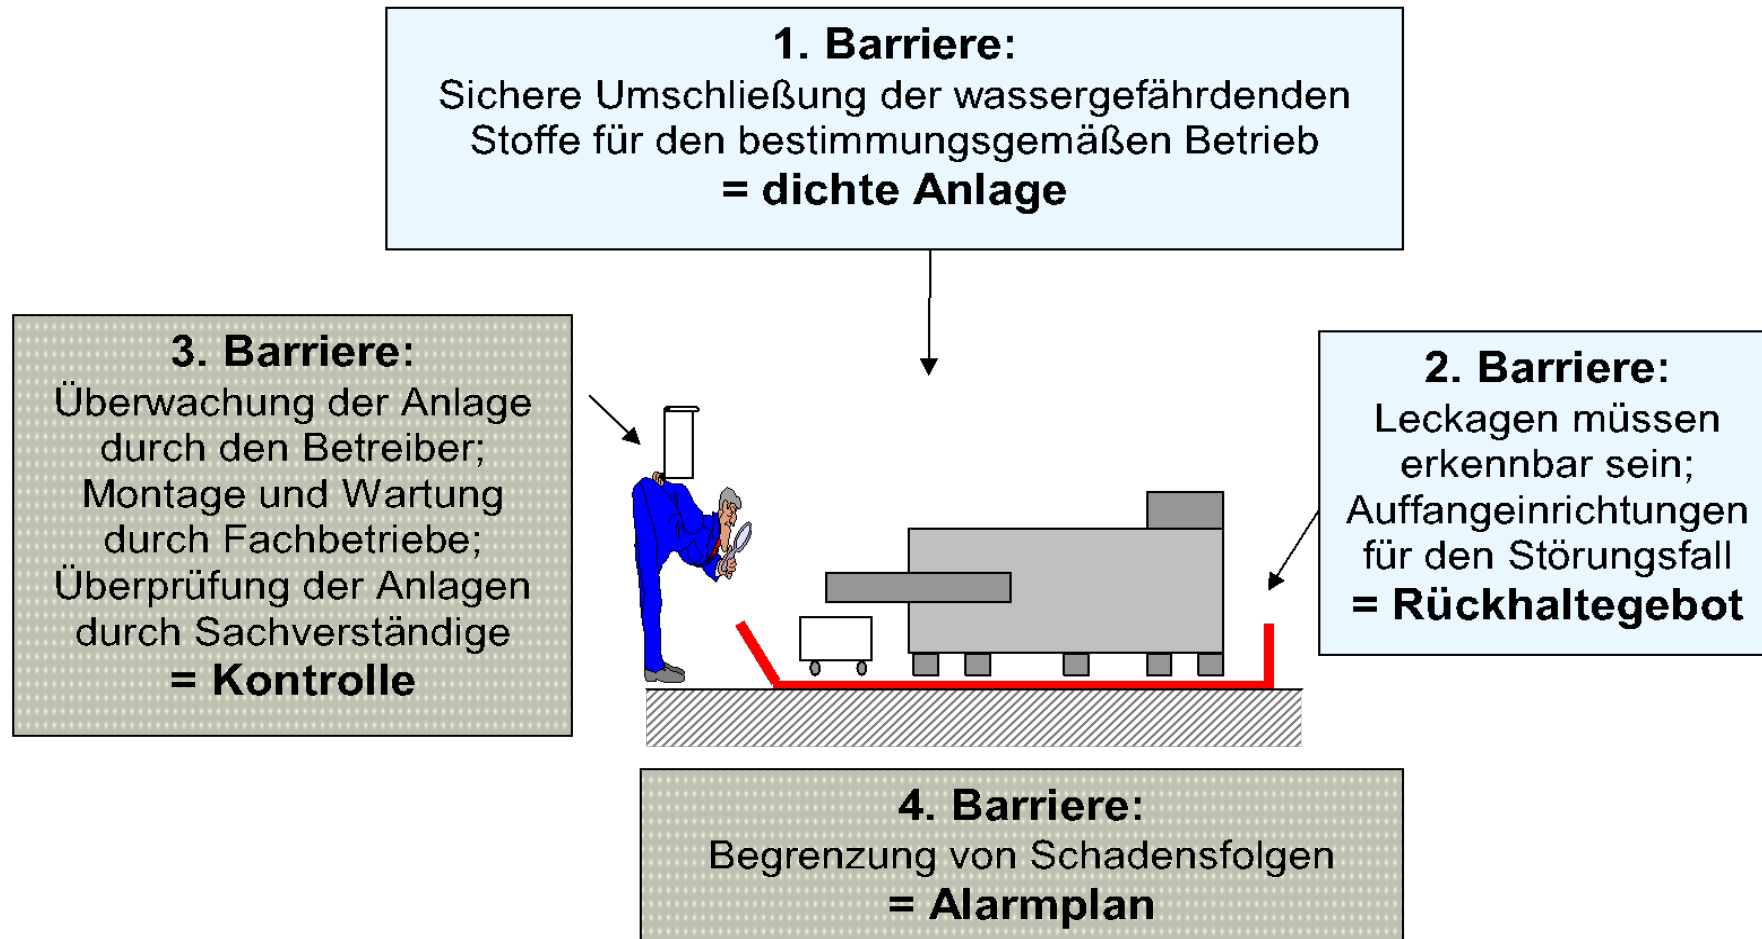 1. Barriere:
Sichere Umschließung der wassergefährdenden
Stoffe für den bestimmungsgemäßen Betrieb
= dichte Anlage
3. Barriere:
Überwachung der Anlage
durch den Betreiber;
Montage und Wartung
durch Fachbetriebe;
Überprüfung der Anlagen
durch Sachverständige
= Kontrolle
2. Barriere:
Leckagen müssen
erkennbar sein;
Auffangeinrichtungen
für den Störungsfall
= Rückhaltegebot
4. Barriere:
Begrenzung von Schadensfolgen
= Alarmplan